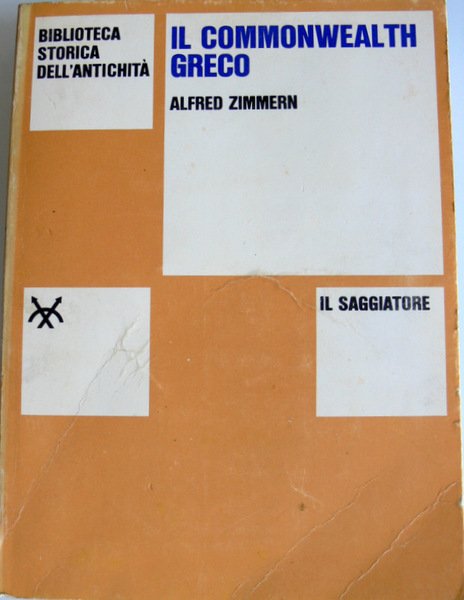 BIBLIOTECA
STORICA
DELL'ANTICHITÀ
IL COMMONWEALTH
GRECO
ALFRED ZIMMERN
IL SAGGIATORE